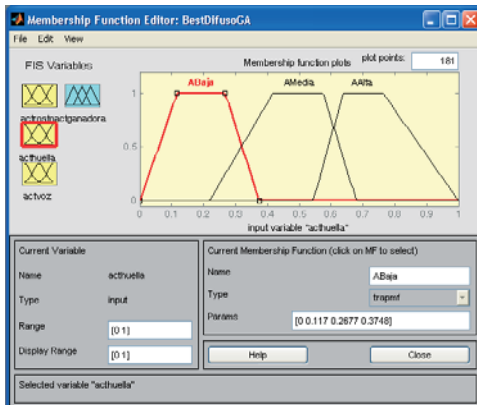 Membership Function Editor: BestDifusoGA
File Edit View
FIS Variables
Membership function plots plot points: 181
ABaja AMedia AAlta
1
0.5
0
0 0.1 0.2 0.3 0.4 0.5 0.6 0.7 0.8 0.9 1
input variable "acthuella"
actrostroactganadora
acthuella
actvoz
Current Variable
Name acthuella
Type input
Range [0 1]
Display Range [0 1]
Current Membership Function (click on MF to select)
Name ABaja
Type trapmf
Params [0 0.117 0.2677 0.3748]
Help Close
Selected variable "acthuella"